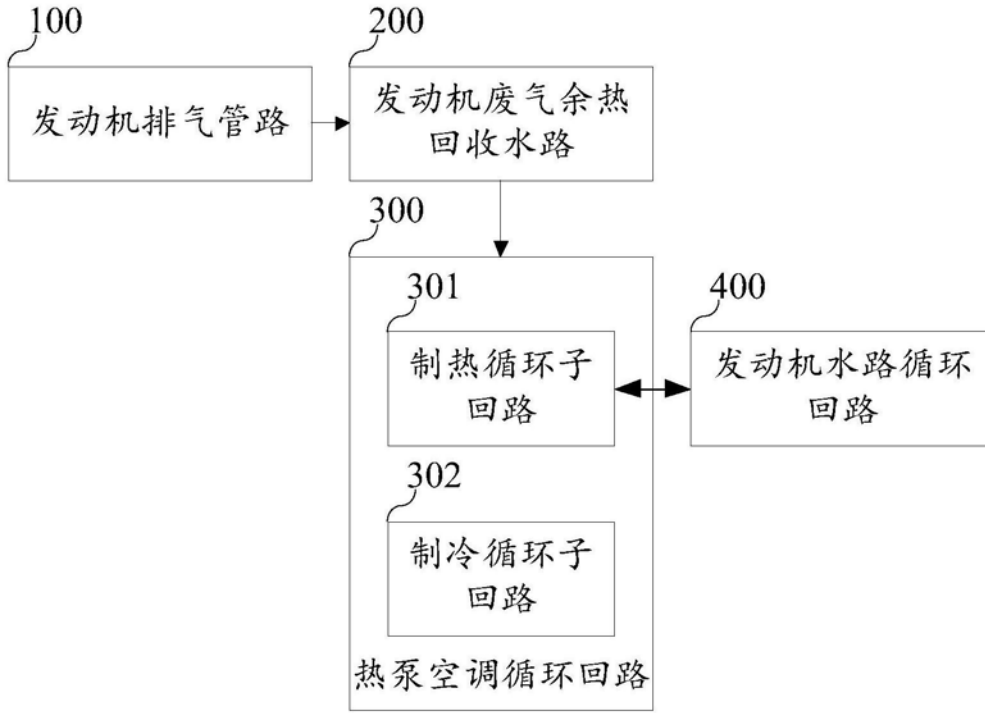 100
200
发动机排气管路
发动机废气余热
回收水路
300
301
400
制热循环子
回路
发动机水路循环
回路
302
制冷循环子
回路
热泵空调循环回路